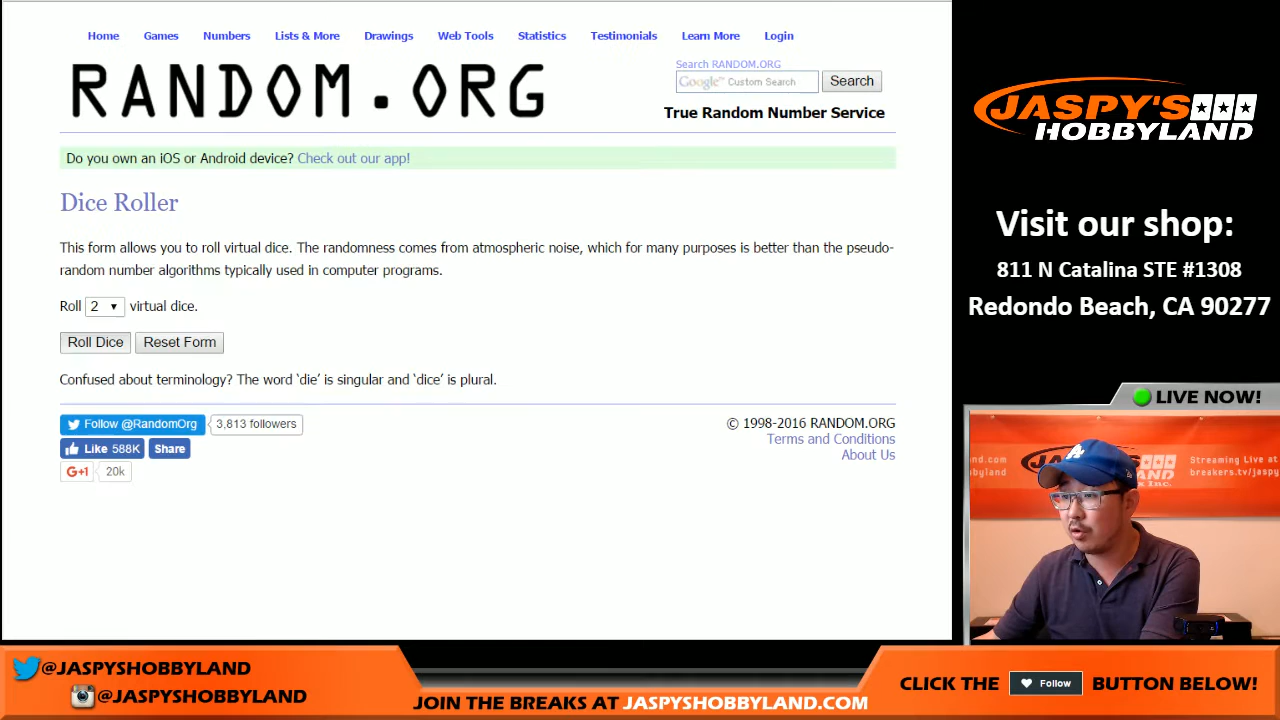 Home Games Numbers Lists & More Drawings Web Tools Statistics Testimonials Learn More Login
RANDOM.ORG
Search RANDOM.ORG
Google™ Custom Search Search
True Random Number Service
Do you own an iOS or Android device? Check out our app!
Dice Roller
This form allows you to roll virtual dice. The randomness comes from atmospheric noise, which for many purposes is better than the pseudo-
random number algorithms typically used in computer programs.
Roll 2 virtual dice.
Roll Dice Reset Form
Confused about terminology? The word ‘die’ is singular and ‘dice’ is plural.
Follow @RandomOrg 3,813 followers
Like 588K Share
G+1 20k
© 1998-2016 RANDOM.ORG
Terms and Conditions
About Us
JASPY'S
HOBBYLAND
Visit our shop:
811 N Catalina STE #1308
Redondo Beach, CA 90277
LIVE NOW!
Streaming Live at
breakers.tv/jaspy
@JASPYSHOBBYLAND
@JASPYSHOBBYLAND
JOIN THE BREAKS AT JASPYSHOBBYLAND.COM
CLICK THE Follow BUTTON BELOW!